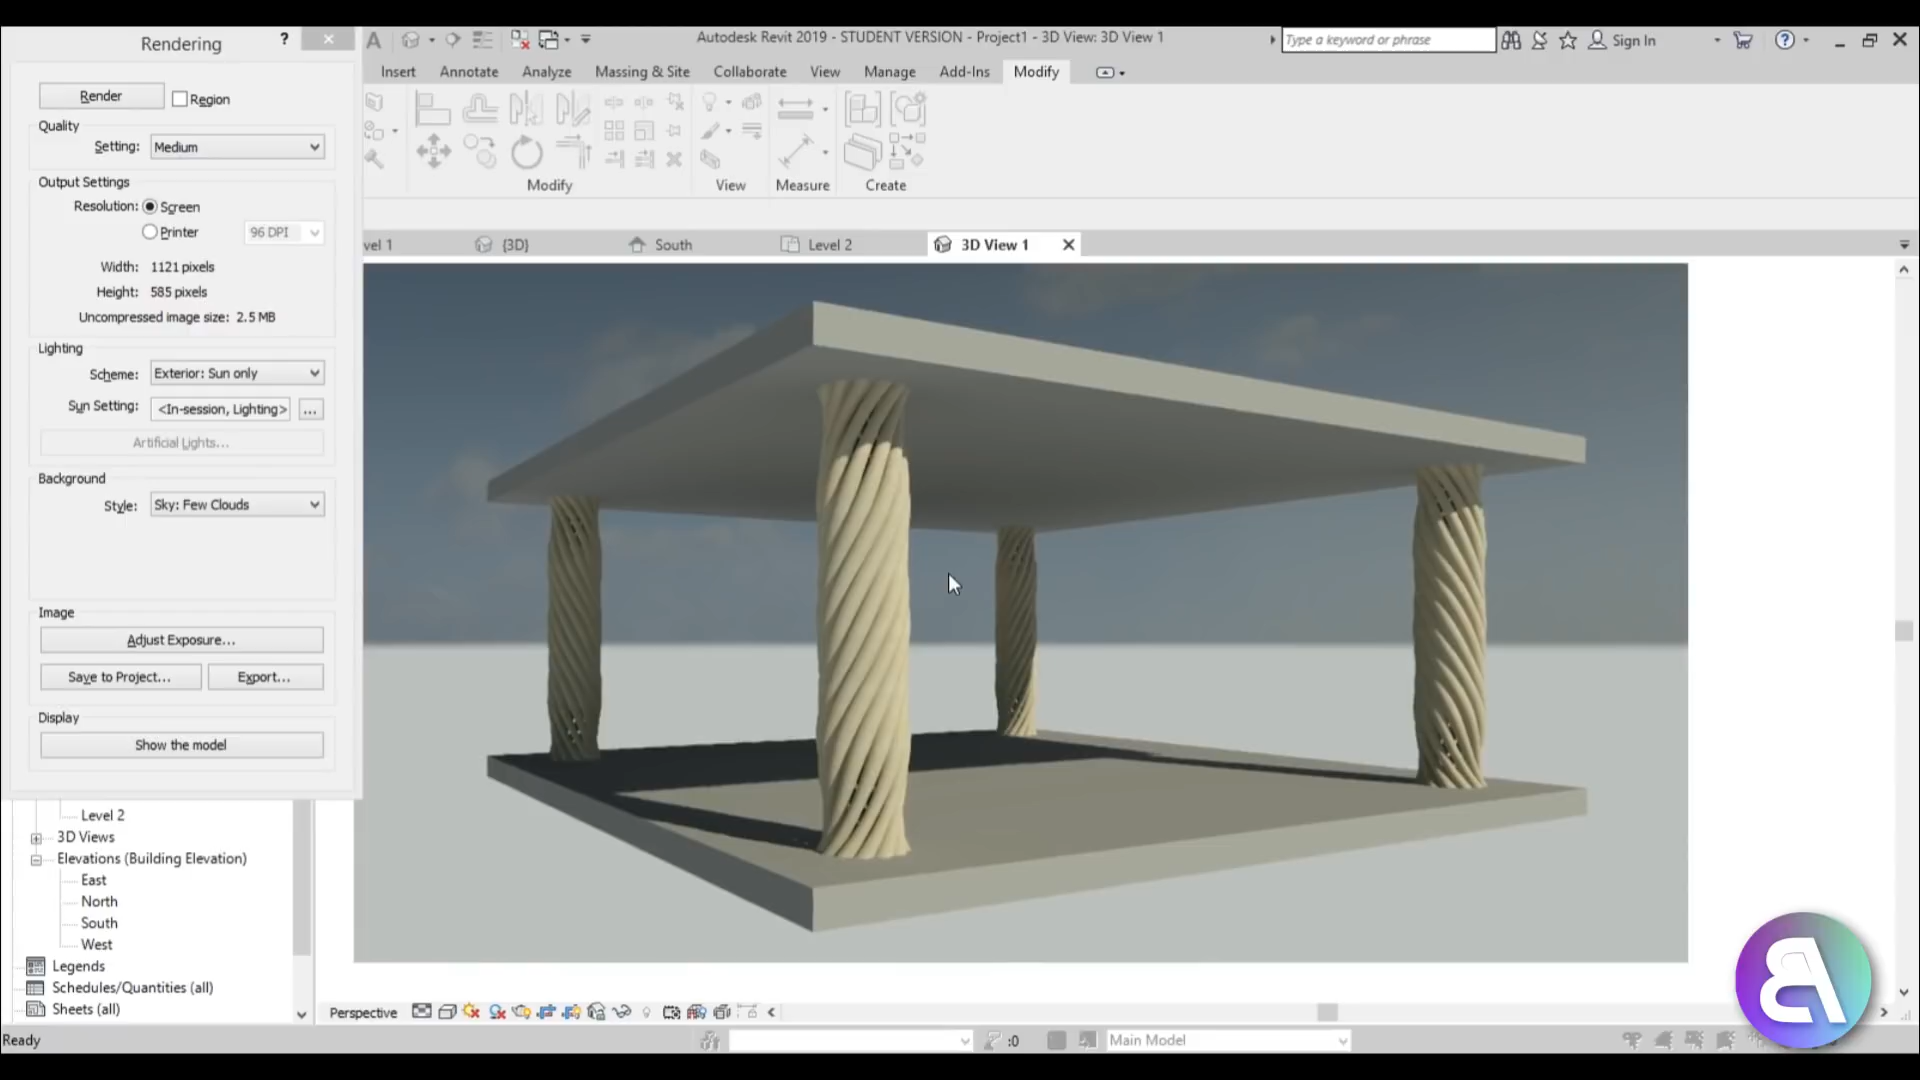 Rendering
?
Autodesk Revit 2019 - STUDENT VERSION - Project1 - 3D View: 3D View 1
Type a keyword or phrase
Sign In
Insert Annotate Analyze Massing & Site Collaborate View Manage Add-Ins Modify
Render
Region
Quality
Setting: Medium
Output Settings
Resolution: Screen
Printer 96 DPI
Width: 1121 pixels
Height: 585 pixels
Uncompressed image size: 2.5 MB
Lighting
Scheme: Exterior: Sun only
Sun Setting: <In-session, Lighting> ...
Artificial Lights...
Background
Style: Sky: Few Clouds
Image
Adjust Exposure...
Save to Project... Export...
Display
Show the model
Modify View Measure Create
vel 1 {3D} South Level 2 3D View 1
Level 2
3D Views
Elevations (Building Elevation)
East
North
South
West
Legends
Schedules/Quantities (all)
Sheets (all)
Perspective
Ready
:0
Main Model